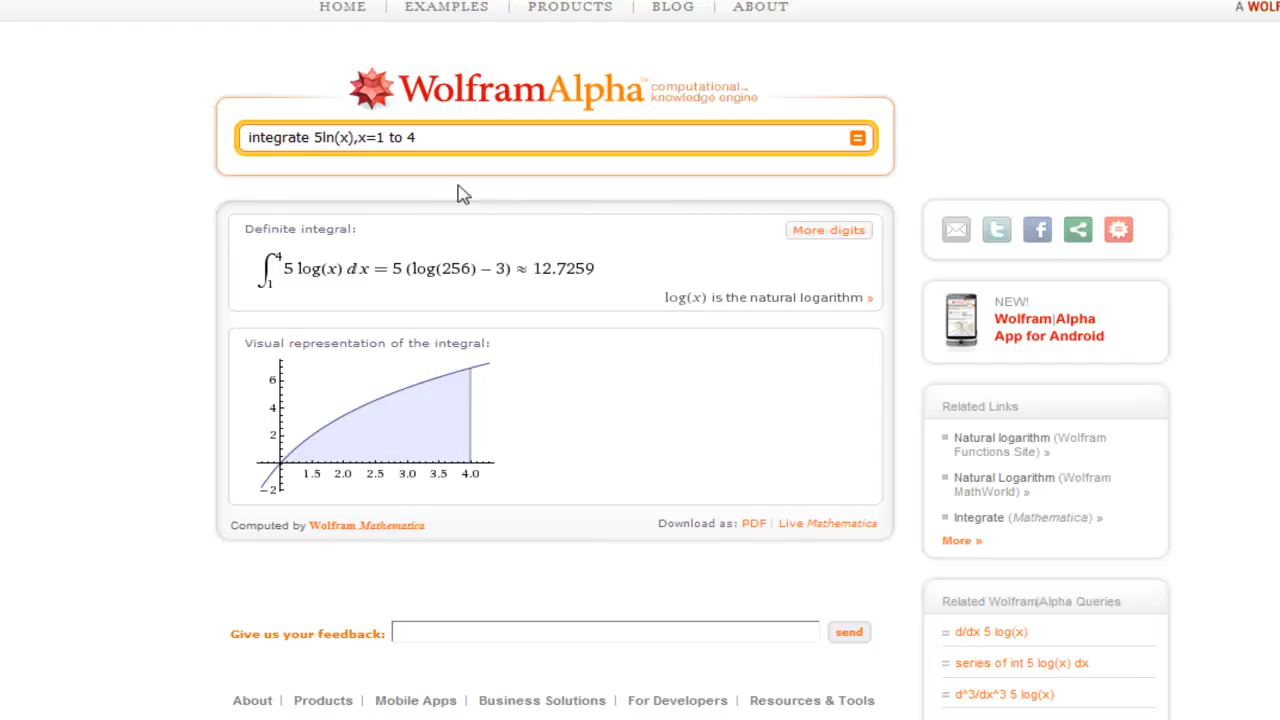 HOME | EXAMPLES | PRODUCTS | BLOG | ABOUT
A WOLF
WolframAlpha™ computational...
knowledge engine
integrate 5ln(x),x=1 to 4
=
Definite integral:
More digits
∫₁⁴ 5 log(x) dx = 5 (log(256) − 3) ≈ 12.7259
log(x) is the natural logarithm »
Visual representation of the integral:
6
4
2
−2
1.5 2.0 2.5 3.0 3.5 4.0
Computed by Wolfram Mathematica
Download as: PDF | Live Mathematica
Give us your feedback:
send
About | Products | Mobile Apps | Business Solutions | For Developers | Resources & Tools
NEW!
Wolfram|Alpha
App for Android
Related Links
Natural logarithm (Wolfram
Functions Site) »
Natural Logarithm (Wolfram
MathWorld) »
Integrate (Mathematica) »
More »
Related Wolfram|Alpha Queries
= d/dx 5 log(x)
= series of int 5 log(x) dx
= d^3/dx^3 5 log(x)